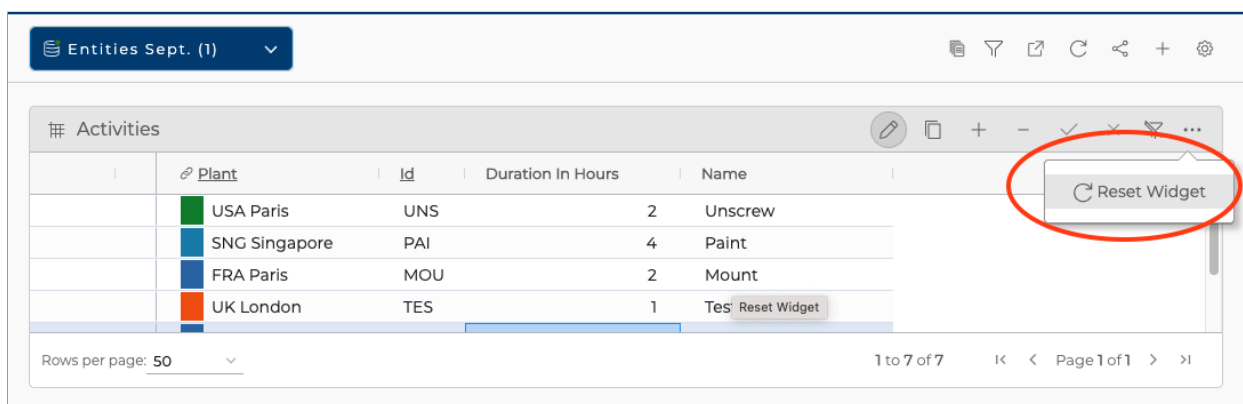 Entities Sept. (1)
Activities
Reset Widget
Plant Id Duration In Hours Name
USA Paris UNS 2 Unscrew
SNG Singapore PAI 4 Paint
FRA Paris MOU 2 Mount
UK London TES 1 Tes
Reset Widget
Rows per page: 50 1 to 7 of 7 Page 1 of 1